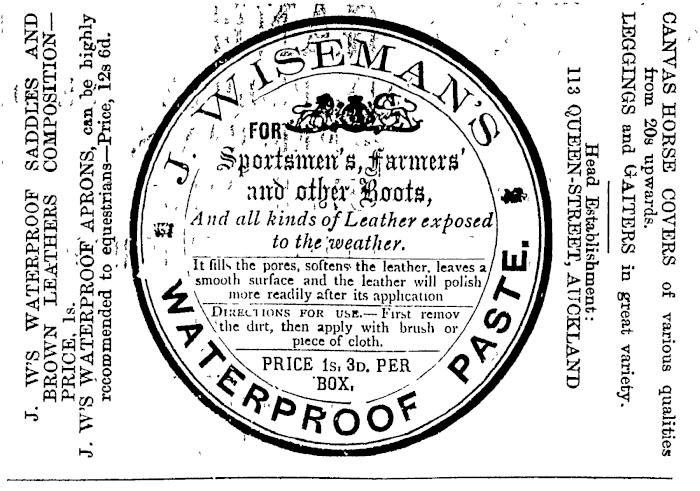 J. W'S WATERPROOF SADDLES AND
BROWN LEATHERS COMPOSITION—
PRICE, 1s.
J. W'S WATERPROOF APRONS, can be highly
recommended to equestrians—Price, 12s 6d.
J. WISEMAN'S
FOR
Sportsmen's, Farmers'
and other Boots,
And all kinds of Leather exposed
to the weather.
It fills the pores, softens the leather, leaves a
smooth surface and the leather will polish
more readily after its application
DIRECTIONS FOR USE.—First remov
the dirt, then apply with brush or
piece of cloth.
PRICE 1s, 3D. PER
BOX,
WATERPROOF PASTE.
CANVAS HORSE COVERS of various qualities
from 20s upwards.
LEGGINGS and GAITERS in great variety.
Head Establishment:
113 QUEEN-STREET, AUCKLAND